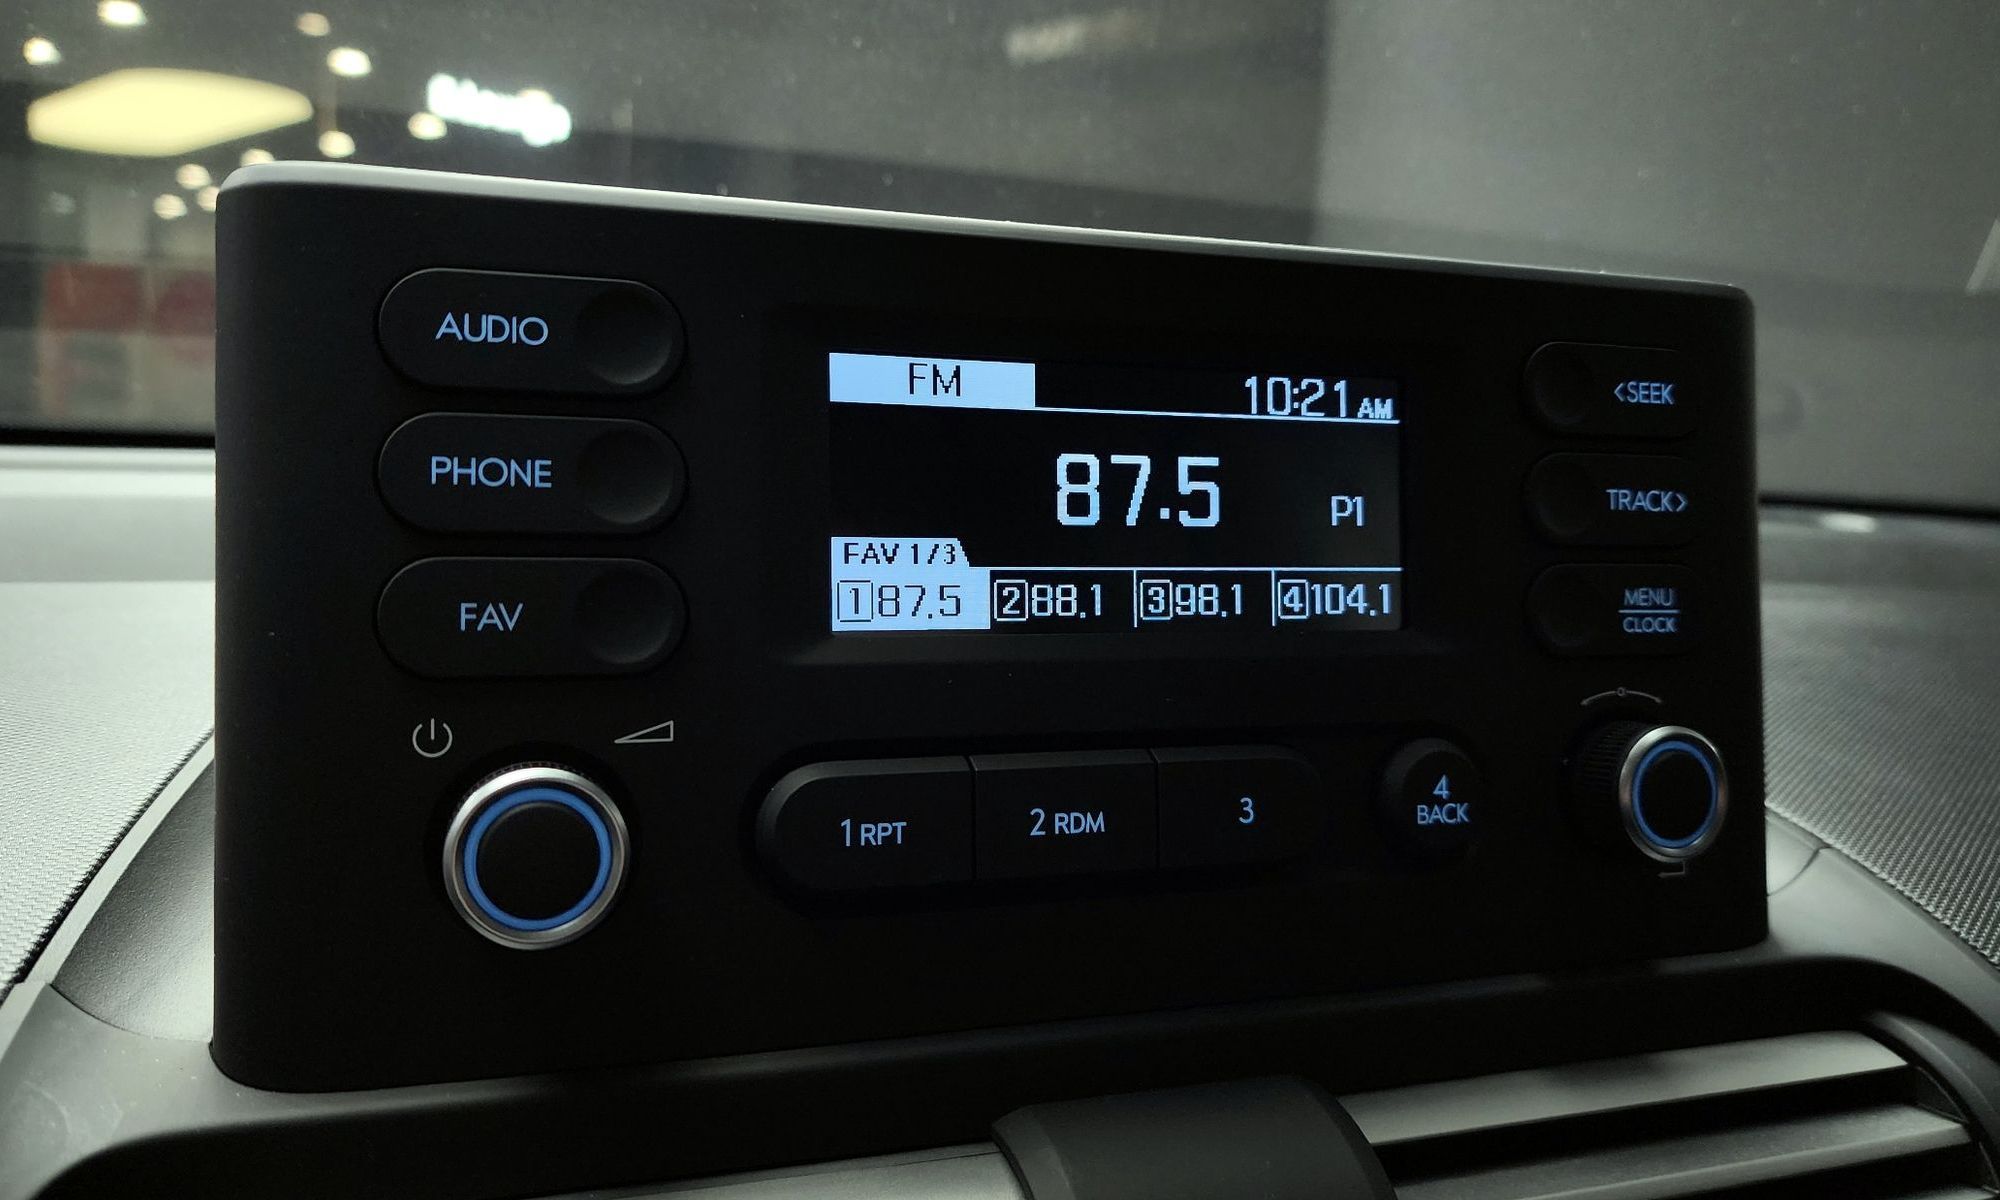 AUDIO
PHONE
FAV
FM
10:21 AM
87.5
P1
FAV 1/3
1 87.5 2 88.1 3 98.1 4 104.1
<SEEK
TRACK>
MENU
CLOCK
1 RPT
2 RDM
3
4
BACK